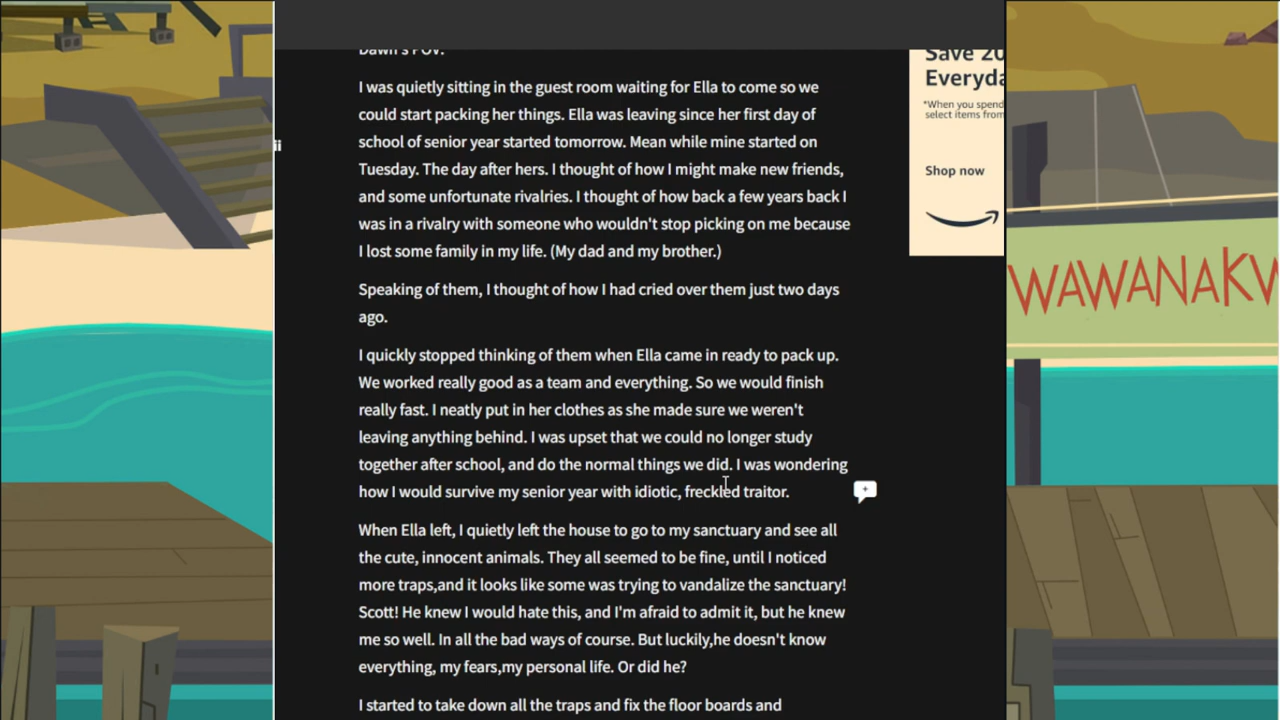 Dawn's POV.
Save 20
Everyda
*When you spend
select items from
Shop now
I was quietly sitting in the guest room waiting for Ella to come so we
could start packing her things. Ella was leaving since her first day of
school of senior year started tomorrow. Mean while mine started on
Tuesday. The day after hers. I thought of how I might make new friends,
and some unfortunate rivalries. I thought of how back a few years back I
was in a rivalry with someone who wouldn't stop picking on me because
I lost some family in my life. (My dad and my brother.)
Speaking of them, I thought of how I had cried over them just two days
ago.
I quickly stopped thinking of them when Ella came in ready to pack up.
We worked really good as a team and everything. So we would finish
really fast. I neatly put in her clothes as she made sure we weren't
leaving anything behind. I was upset that we could no longer study
together after school, and do the normal things we did. I was wondering
how I would survive my senior year with idiotic, freckled traitor.
When Ella left, I quietly left the house to go to my sanctuary and see all
the cute, innocent animals. They all seemed to be fine, until I noticed
more traps,and it looks like some was trying to vandalize the sanctuary!
Scott! He knew I would hate this, and I'm afraid to admit it, but he knew
me so well. In all the bad ways of course. But luckily,he doesn't know
everything, my fears,my personal life. Or did he?
I started to take down all the traps and fix the floor boards and
ii
WAWANAKW